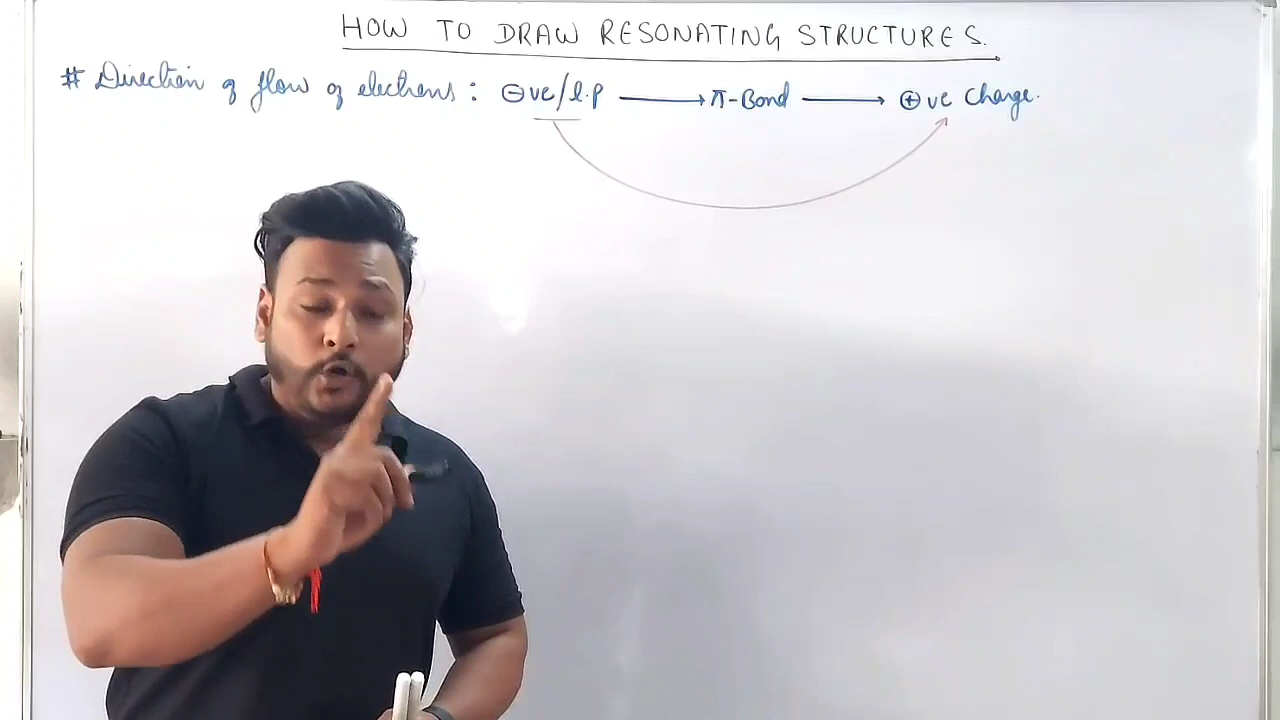 HOW TO DRAW RESONATING STRUCTURES.
# Direction of flow of electrons : ⊖ve/l.p ⟶ π-Bond ⟶ ⊕ve Charge.